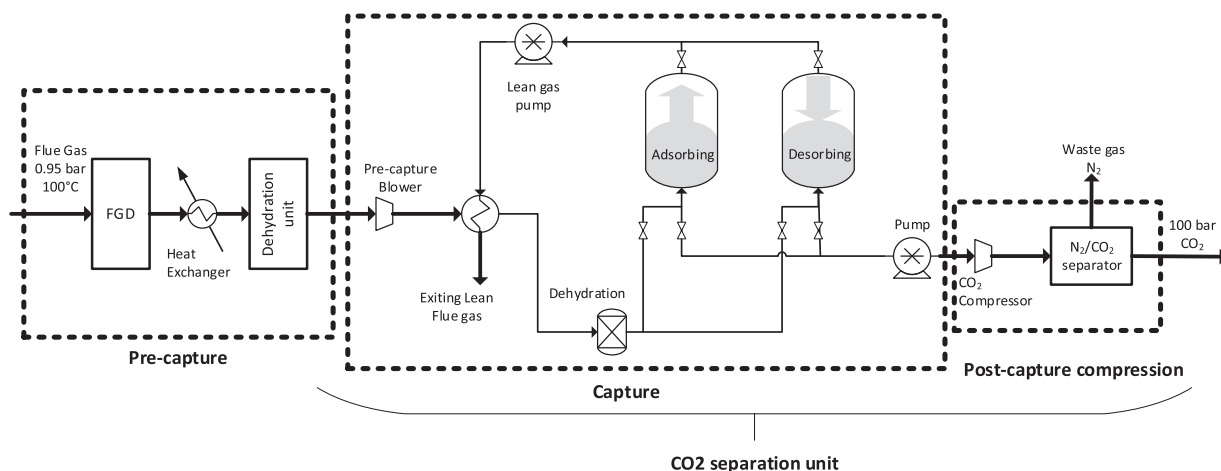 Flue Gas
0.95 bar
100°C
FGD
Heat
Exchanger
Dehydration
unit
Pre-capture
Pre-capture
Blower
Lean gas
pump
Exiting Lean
Flue gas
Dehydration
Adsorbing
Desorbing
Pump
Capture
CO2
Compressor
Waste gas
N2
N2/CO2
separator
100 bar
CO2
Post-capture compression
CO2 separation unit